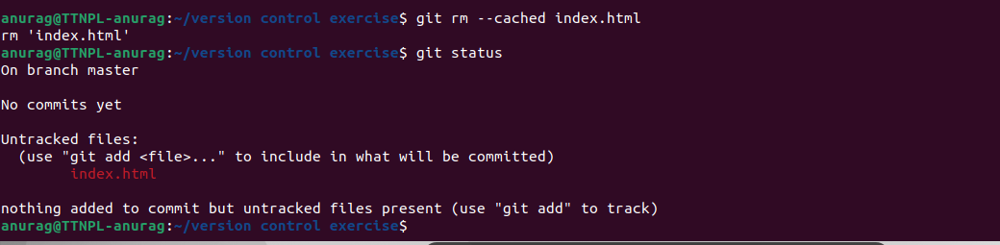 anurag@TTNPL-anurag:~/version control exercise$ git rm --cached index.html
rm 'index.html'
anurag@TTNPL-anurag:~/version control exercise$ git status
On branch master
No commits yet
Untracked files:
  (use "git add <file>..." to include in what will be committed)
        index.html
nothing added to commit but untracked files present (use "git add" to track)
anurag@TTNPL-anurag:~/version control exercise$